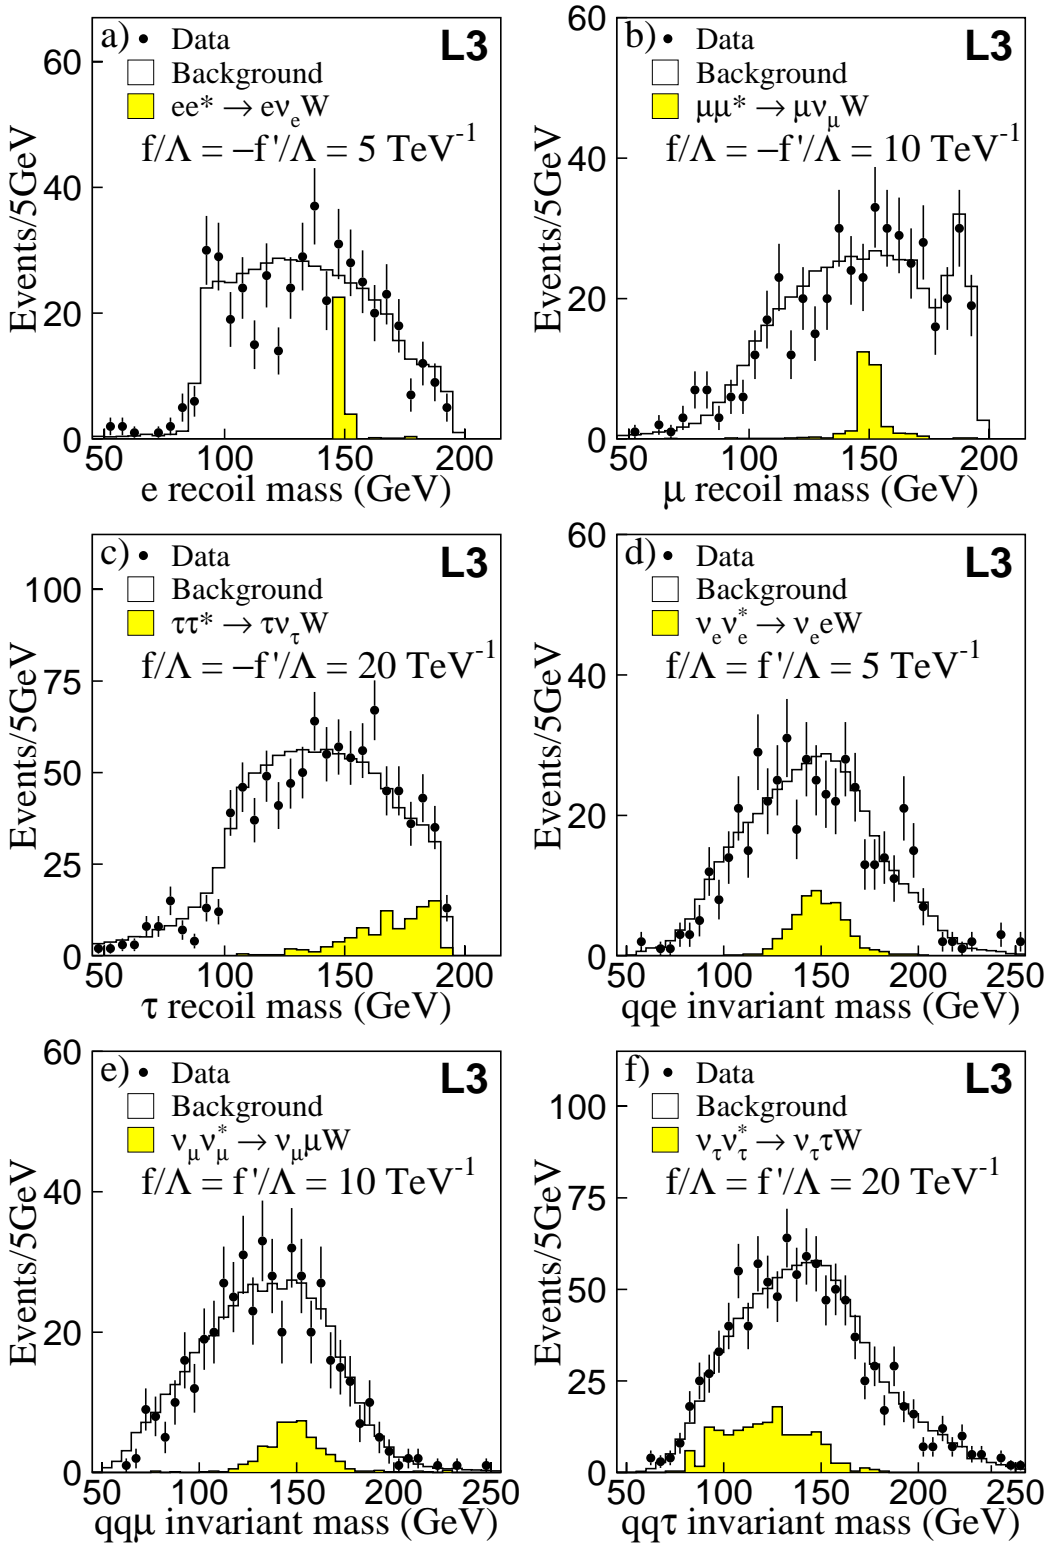 a) Data L3
Background
ee* → eν_eW
f/Λ = −f'/Λ = 5 TeV⁻¹
Events/5GeV
60
40
20
0
50 100 150 200
e recoil mass (GeV)
b) Data L3
Background
μμ* → μν_μW
f/Λ = −f'/Λ = 10 TeV⁻¹
Events/5GeV
60
40
20
0
50 100 150 200
μ recoil mass (GeV)
c) Data L3
Background
ττ* → τν_τW
f/Λ = −f'/Λ = 20 TeV⁻¹
Events/5GeV
100
75
50
25
0
50 100 150 200
τ recoil mass (GeV)
d) Data L3
Background
ν_eν_e* → ν_eeW
f/Λ = f'/Λ = 5 TeV⁻¹
Events/5GeV
60
40
20
0
50 100 150 200 250
qqe invariant mass (GeV)
e) Data L3
Background
ν_μν_μ* → ν_μμW
f/Λ = f'/Λ = 10 TeV⁻¹
Events/5GeV
60
40
20
0
50 100 150 200 250
qqμ invariant mass (GeV)
f) Data L3
Background
ν_τν_τ* → ν_ττW
f/Λ = f'/Λ = 20 TeV⁻¹
Events/5GeV
100
75
50
25
0
50 100 150 200 250
qqτ invariant mass (GeV)